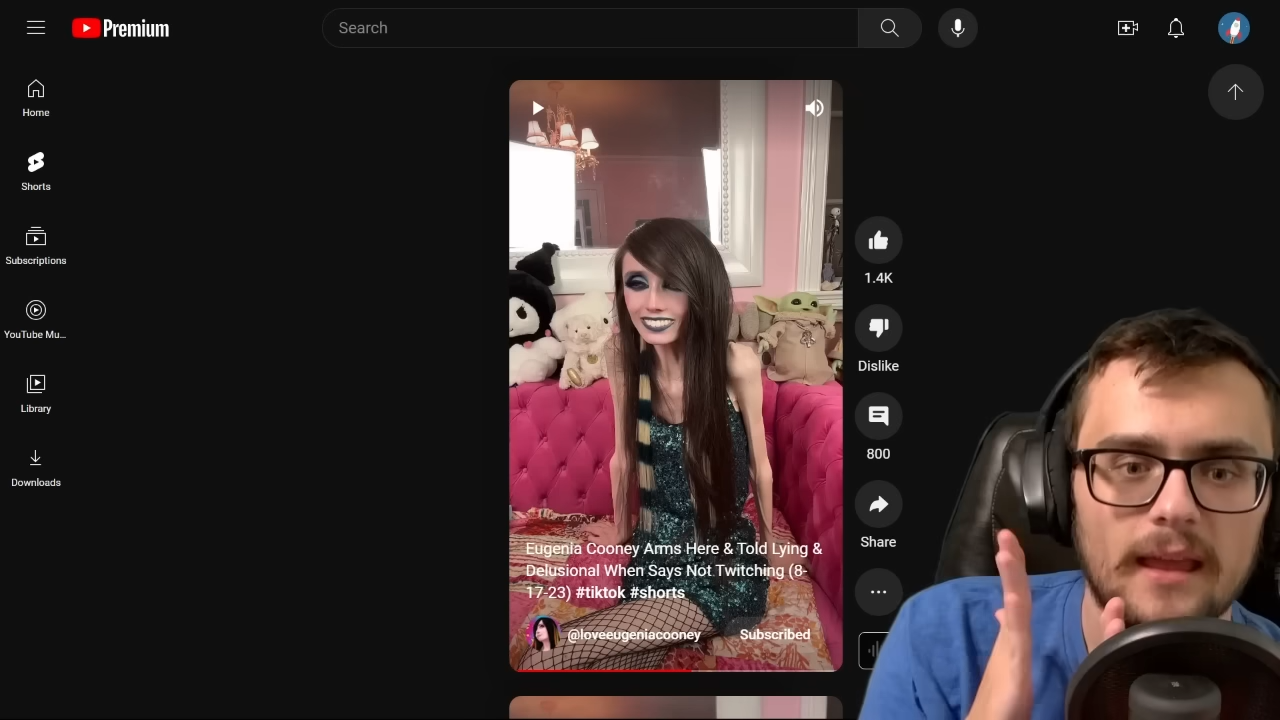 Premium
Search
Home
Shorts
Subscriptions
YouTube Mu...
Library
Downloads
1.4K
Dislike
800
Share
Eugenia Cooney Arms Here & Told Lying &
Delusional When Says Not Twitching (8-
17-23) #tiktok #shorts
@loveeugeniacooney
Subscribed